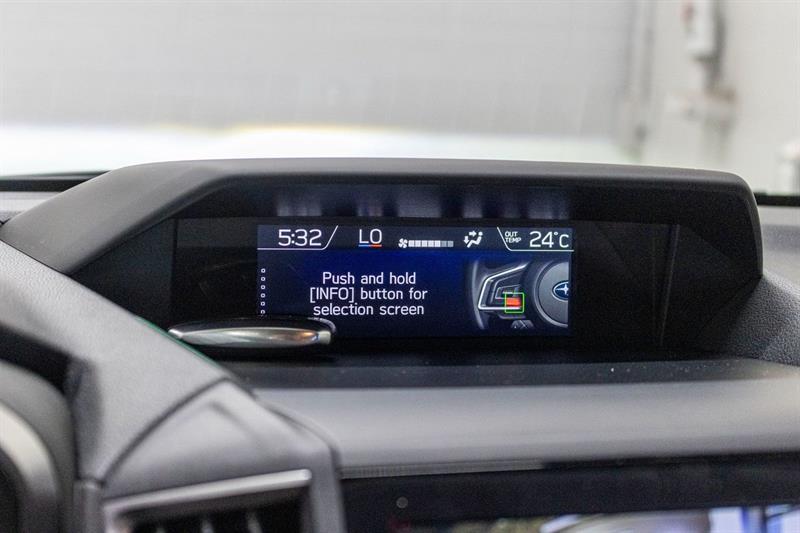 5:32 LO OUT TEMP 24°C
Push and hold
[INFO] button for
selection screen